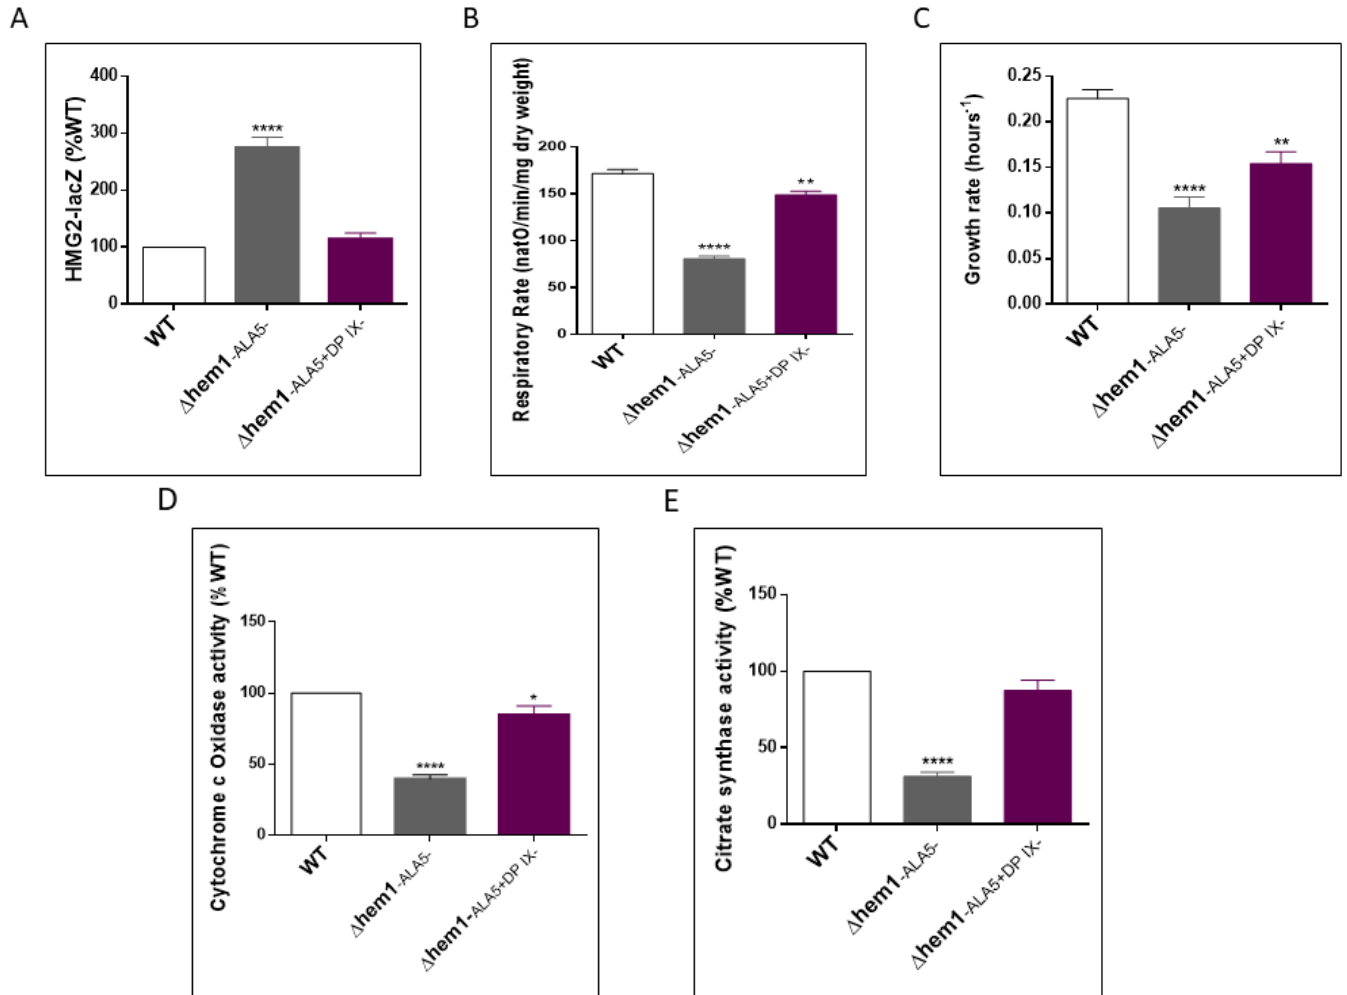 A
HMG2-lacZ (%WT)
400
300
200
100
0
****
WT
Δhem1-ALA5-
Δhem1-ALA5+DP IX-
B
Respiratory Rate (natO/min/mg dry weight)
200
150
100
50
0
****
**
WT
Δhem1-ALA5-
Δhem1-ALA5+DP IX-
C
Growth rate (hours-1)
0.25
0.20
0.15
0.10
0.05
0.00
****
**
WT
Δhem1-ALA5-
Δhem1-ALA5+DP IX-
D
Cytochrome c Oxidase activity (%WT)
150
100
50
0
****
*
WT
Δhem1-ALA5-
Δhem1-ALA5+DP IX-
E
Citrate synthase activity (%WT)
150
100
50
0
****
WT
Δhem1-ALA5-
Δhem1-ALA5+DP IX-